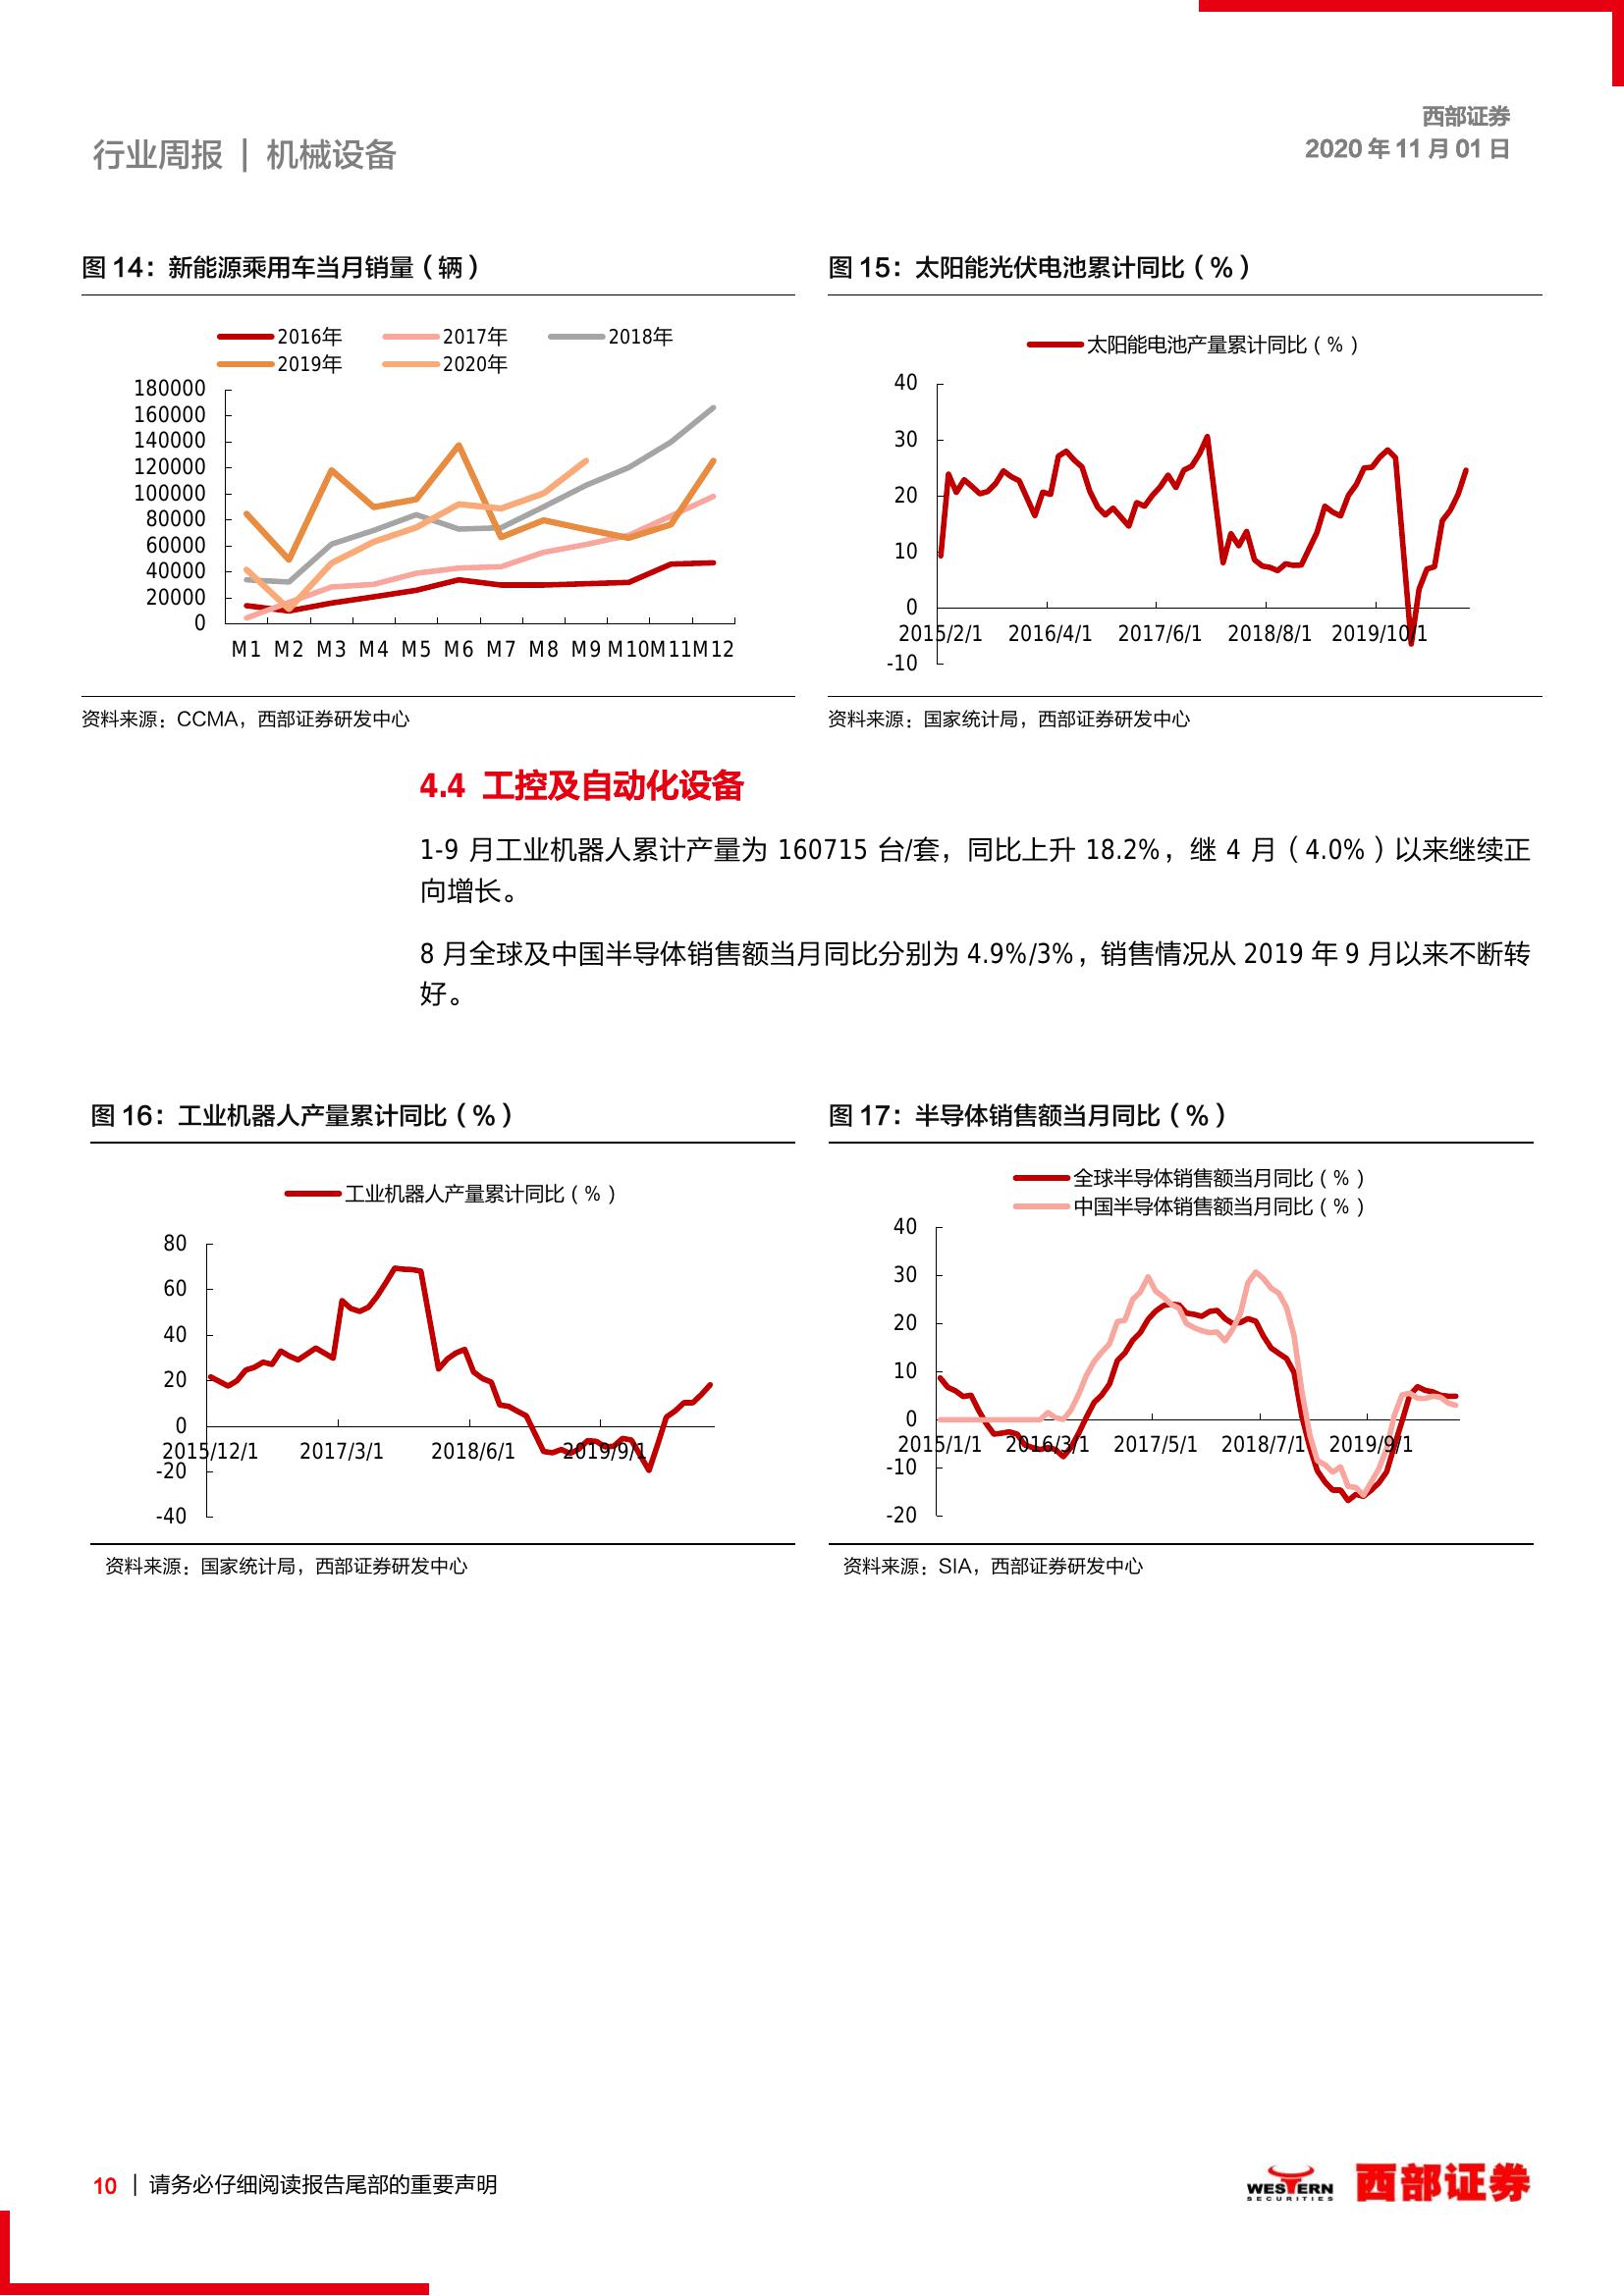 西部证券
行业周报 | 机械设备
2020 年 11 月 01 日
图 14：新能源乘用车当月销量（辆）
2016年 2017年 2018年
2019年 2020年
180000
160000
140000
120000
100000
80000
60000
40000
20000
0
M1 M2 M3 M4 M5 M6 M7 M8 M9 M10 M11 M12
资料来源：CCMA，西部证券研发中心
图 15：太阳能光伏电池累计同比（%）
太阳能电池产量累计同比（%）
40
30
20
10
0
-10
2015/2/1 2016/4/1 2017/6/1 2018/8/1 2019/10/1
资料来源：国家统计局，西部证券研发中心
4.4 工控及自动化设备
1-9 月工业机器人累计产量为 160715 台/套，同比上升 18.2%，继 4 月（4.0%）以来继续正
向增长。
8 月全球及中国半导体销售额当月同比分别为 4.9%/3%，销售情况从 2019 年 9 月以来不断转
好。
图 16：工业机器人产量累计同比（%）
工业机器人产量累计同比（%）
80
60
40
20
0
-20
-40
2015/12/1 2017/3/1 2018/6/1 2019/9/1
资料来源：国家统计局，西部证券研发中心
图 17：半导体销售额当月同比（%）
全球半导体销售额当月同比（%）
中国半导体销售额当月同比（%）
40
30
20
10
0
-10
-20
2015/1/1 2016/3/1 2017/5/1 2018/7/1 2019/9/1
资料来源：SIA，西部证券研发中心
10 | 请务必仔细阅读报告尾部的重要声明
WESTERN
SECURITIES
西部证券